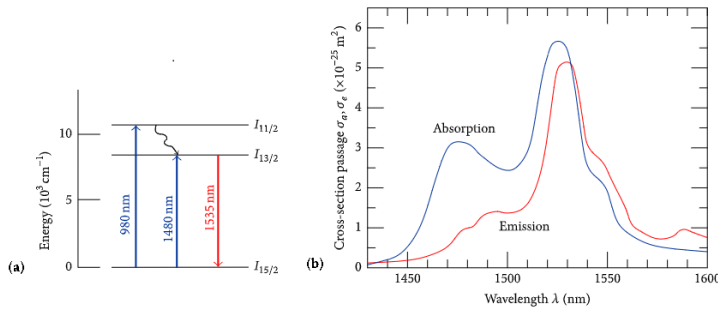 (a)
Energy (10³ cm⁻¹)
10
5
0
I₁₁/₂
I₁₃/₂
I₁₅/₂
980 nm
1480 nm
1535 nm
(b)
Cross-section passage σₐ, σₑ (×10⁻²⁵ m²)
6
5
4
3
2
1
0
Absorption
Emission
1450
1500
1550
1600
Wavelength λ (nm)